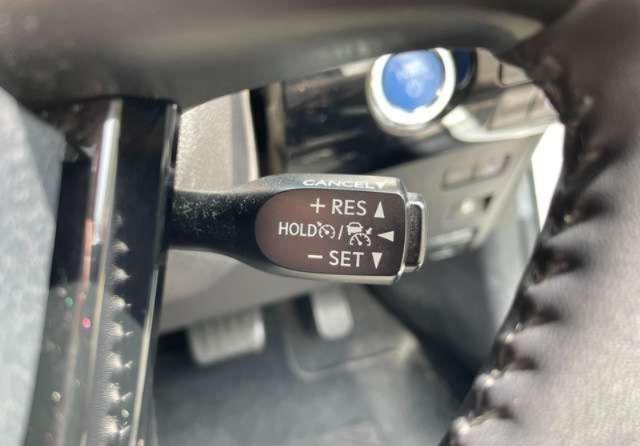 CANCEL
+ RES ▲
HOLD / ◀
− SET ▼